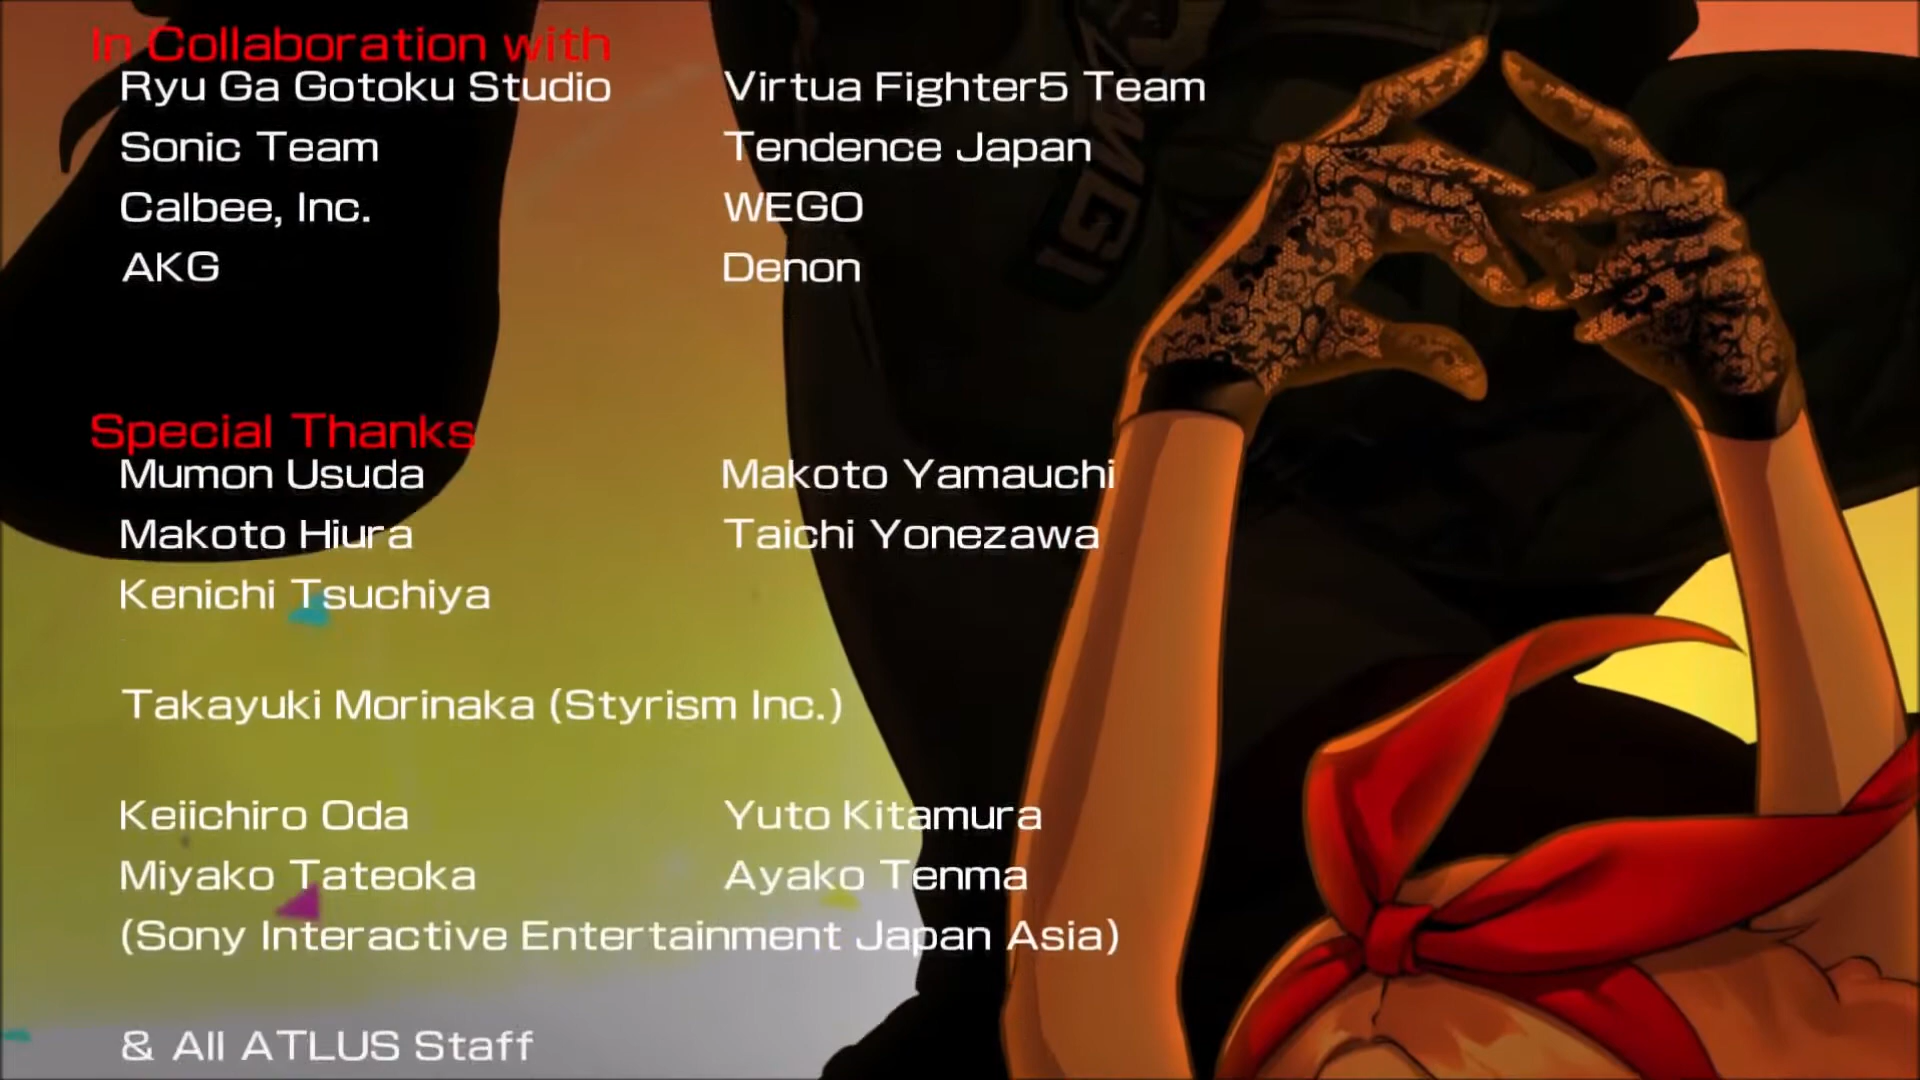 In Collaboration with
Ryu Ga Gotoku Studio
Virtua Fighter5 Team
Sonic Team
Tendence Japan
Calbee, Inc.
WEGO
AKG
Denon
Special Thanks
Mumon Usuda
Makoto Yamauchi
Makoto Hiura
Taichi Yonezawa
Kenichi Tsuchiya
Takayuki Morinaka (Styrism Inc.)
Keiichiro Oda
Yuto Kitamura
Miyako Tateoka
Ayako Tenma
(Sony Interactive Entertainment Japan Asia)
& All ATLUS Staff